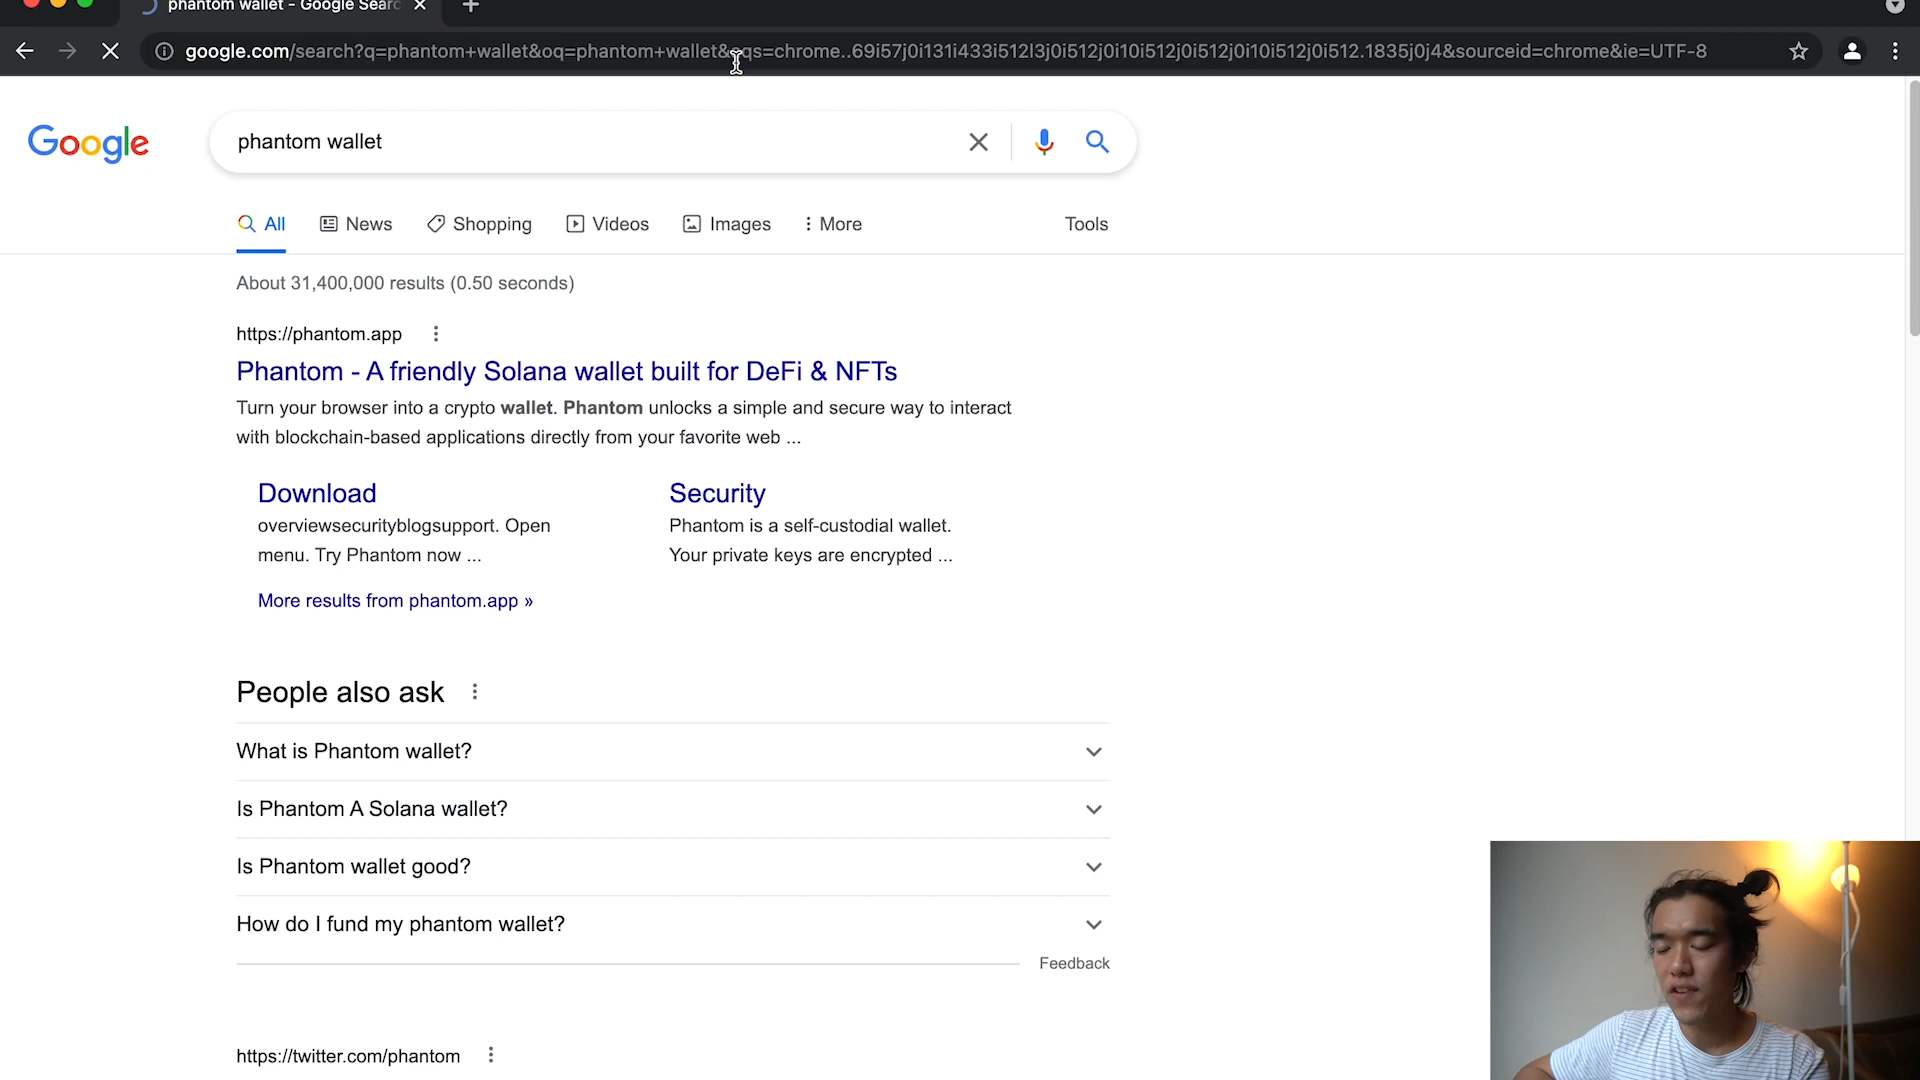 phantom wallet - Google Searc
google.com/search?q=phantom+wallet&oq=phantom+wallet&aqs=chrome..69i57j0i131i433i512l3j0i512j0i10i512j0i512j0i10i512j0i512.1835j0j4&sourceid=chrome&ie=UTF-8
Google
phantom wallet
All News Shopping Videos Images More Tools
About 31,400,000 results (0.50 seconds)
https://phantom.app
Phantom - A friendly Solana wallet built for DeFi & NFTs
Turn your browser into a crypto wallet. Phantom unlocks a simple and secure way to interact
with blockchain-based applications directly from your favorite web ...
Download Security
overviewsecurityblogsupport. Open Phantom is a self-custodial wallet.
menu. Try Phantom now ... Your private keys are encrypted ...
More results from phantom.app »
People also ask
What is Phantom wallet?
Is Phantom A Solana wallet?
Is Phantom wallet good?
How do I fund my phantom wallet?
Feedback
https://twitter.com/phantom